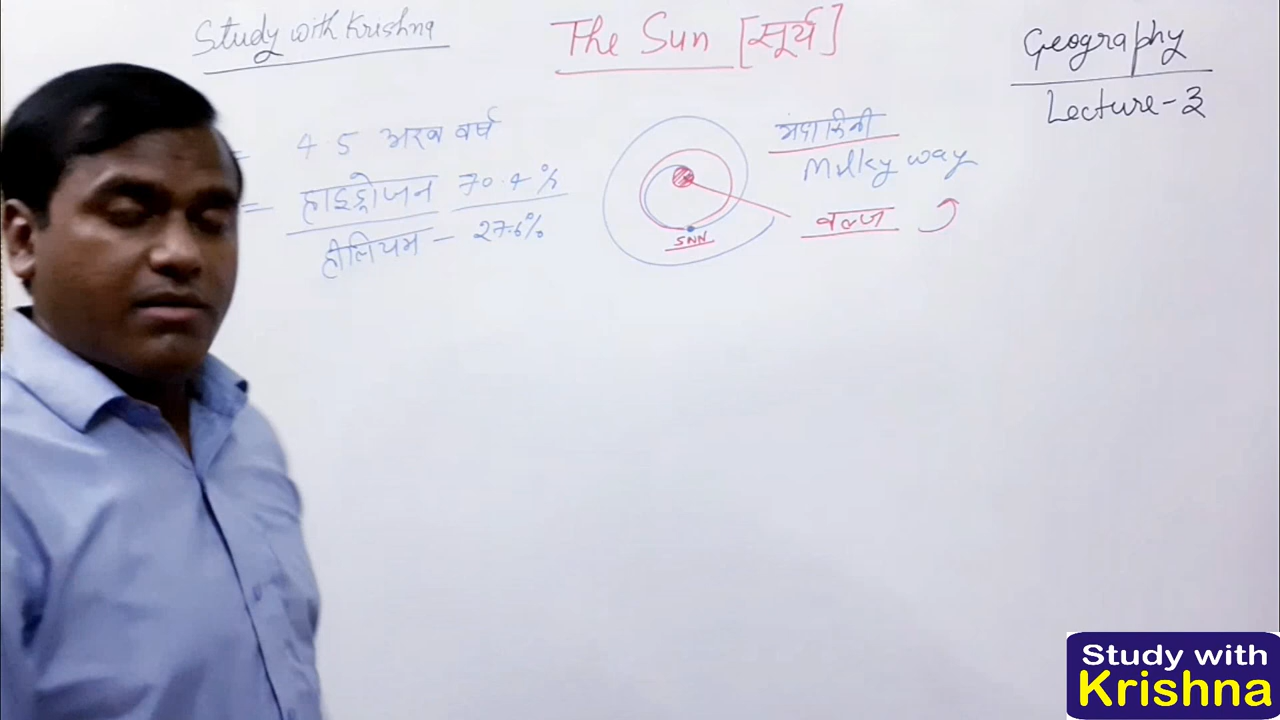 Study with Krishna
The Sun [सूर्य]
Geography
Lecture-3
= 4 5 अरब वर्ष
= हाइड्रोजन 70.4%
हीलियम - 27.6%
मंदाकिनी
Milky way
बल्ज
SNN
Study with
Krishna